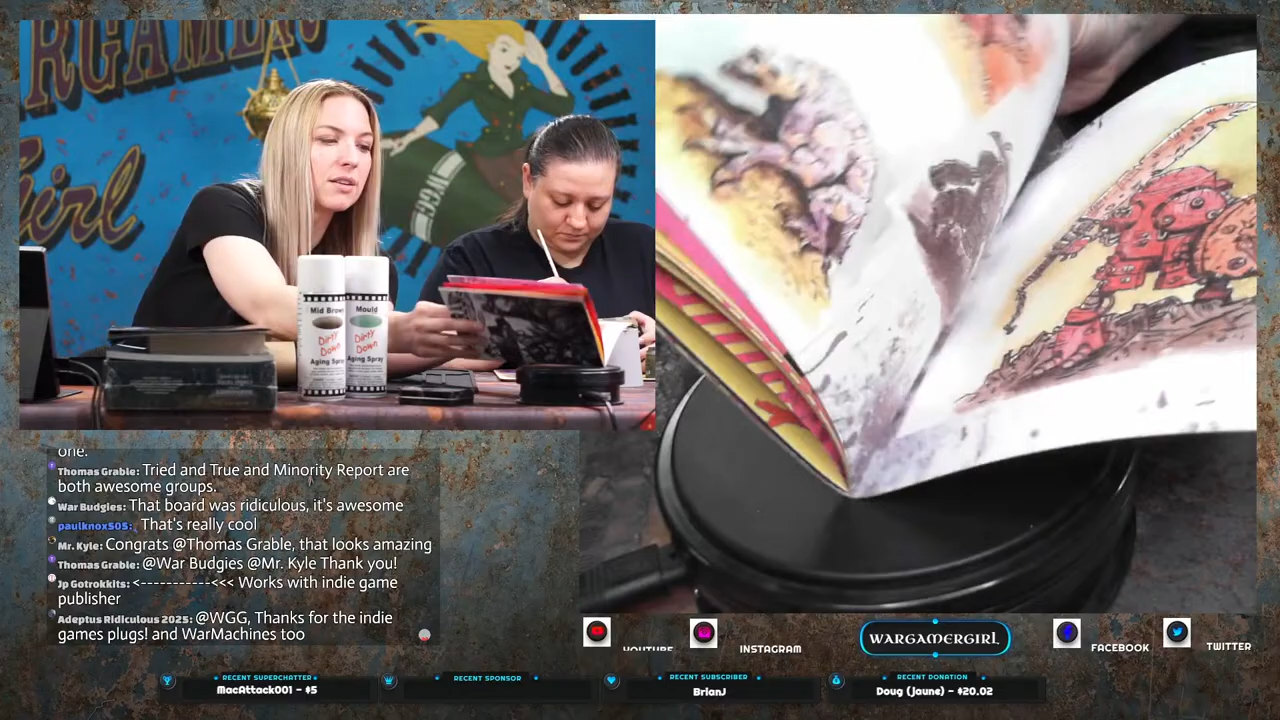 RGAMER
Girl
WGG
Mid Brown
Dirty
Down
Aging Spray
Mould
Dirty
Down
Aging Spray
one.
Thomas Grable: Tried and True and Minority Report are
both awesome groups.
War Budgies: That board was ridiculous, it's awesome
paulknox505: That's really cool
Mr. Kyle: Congrats @Thomas Grable, that looks amazing
Thomas Grable: @War Budgies @Mr. Kyle Thank you!
Jp Gotrokkits: <-----------<<< Works with indie game
publisher
Adeptus Ridiculous 2025: @WGG, Thanks for the indie
games plugs! and WarMachines too
YOUTUBE
INSTAGRAM
WARGAMERGIRL
FACEBOOK
TWITTER
RECENT SUPERCHATTER
MacAttack001 - $5
RECENT SPONSOR
RECENT SUBSCRIBER
BrianJ
RECENT DONATION
Doug (Jaune) - $20.02